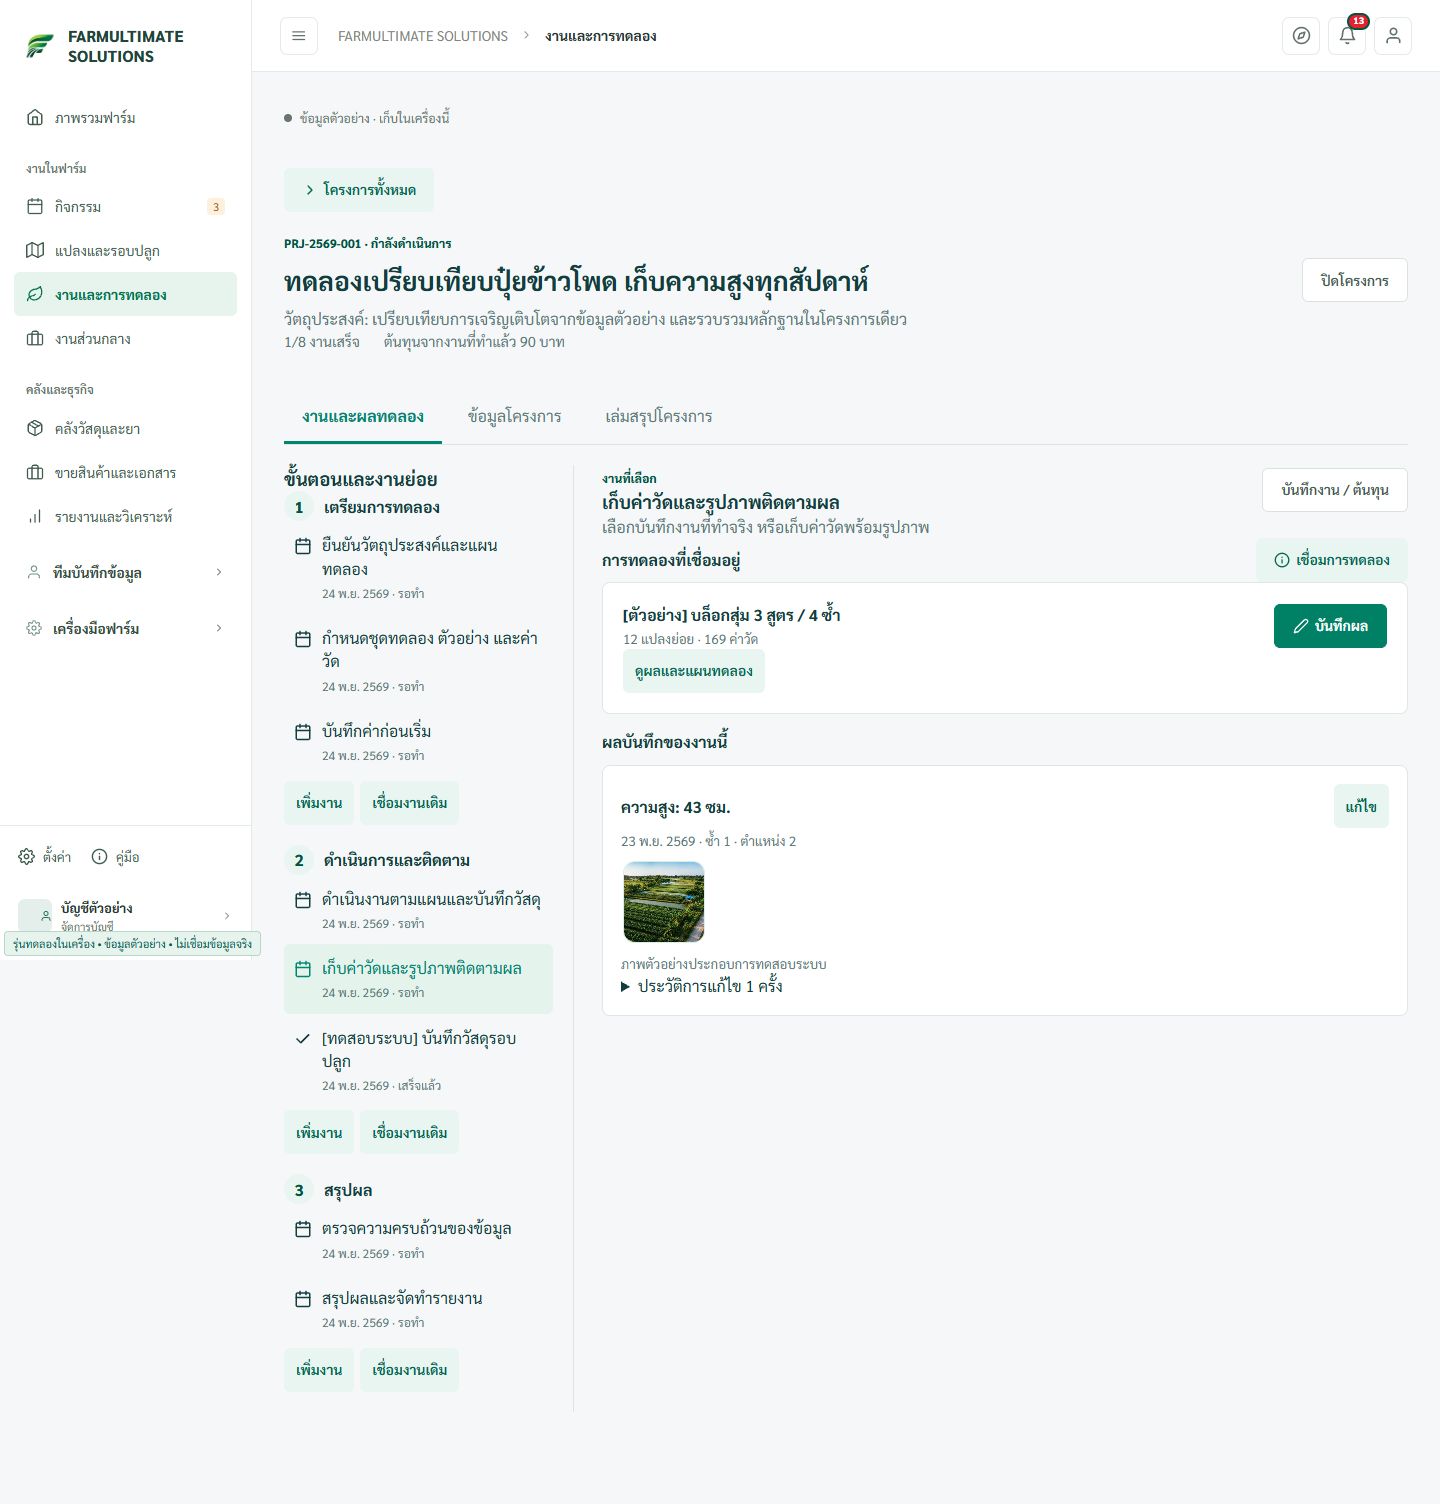 FARMULTIMATE
SOLUTIONS
ภาพรวมฟาร์ม
งานในฟาร์ม
กิจกรรม 3
แปลงและรอบปลูก
งานและการทดลอง
งานส่วนกลาง
คลังและธุรกิจ
คลังวัสดุและยา
ขายสินค้าและเอกสาร
รายงานและวิเคราะห์
ทีมบันทึกข้อมูล
เครื่องมือฟาร์ม
ตั้งค่า คู่มือ
บัญชีตัวอย่าง
จัดการบัญชี
รุ่นทดลองในเครื่อง • ข้อมูลตัวอย่าง • ไม่เชื่อมข้อมูลจริง
FARMULTIMATE SOLUTIONS งานและการทดลอง
13
ข้อมูลตัวอย่าง · เก็บในเครื่องนี้
โครงการทั้งหมด
PRJ-2569-001 · กำลังดำเนินการ
ทดลองเปรียบเทียบปุ๋ยข้าวโพด เก็บความสูงทุกสัปดาห์
ปิดโครงการ
วัตถุประสงค์: เปรียบเทียบการเจริญเติบโตจากข้อมูลตัวอย่าง และรวบรวมหลักฐานในโครงการเดียว
1/8 งานเสร็จ ต้นทุนจากงานที่ทำแล้ว 90 บาท
งานและผลทดลอง ข้อมูลโครงการ เล่มสรุปโครงการ
ขั้นตอนและงานย่อย
1 เตรียมการทดลอง
ยืนยันวัตถุประสงค์และแผน
ทดลอง
24 พ.ย. 2569 · รอทำ
กำหนดชุดทดลอง ตัวอย่าง และค่า
วัด
24 พ.ย. 2569 · รอทำ
บันทึกค่าก่อนเริ่ม
24 พ.ย. 2569 · รอทำ
เพิ่มงาน เชื่อมงานเดิม
2 ดำเนินการและติดตาม
ดำเนินงานตามแผนและบันทึกวัสดุ
24 พ.ย. 2569 · รอทำ
เก็บค่าวัดและรูปภาพติดตามผล
24 พ.ย. 2569 · รอทำ
[ทดสอบระบบ] บันทึกวัสดุรอบ
ปลูก
24 พ.ย. 2569 · เสร็จแล้ว
เพิ่มงาน เชื่อมงานเดิม
3 สรุปผล
ตรวจความครบถ้วนของข้อมูล
24 พ.ย. 2569 · รอทำ
สรุปผลและจัดทำรายงาน
24 พ.ย. 2569 · รอทำ
เพิ่มงาน เชื่อมงานเดิม
งานที่เลือก
เก็บค่าวัดและรูปภาพติดตามผล
บันทึกงาน / ต้นทุน
เลือกบันทึกงานที่ทำจริง หรือเก็บค่าวัดพร้อมรูปภาพ
การทดลองที่เชื่อมอยู่
เชื่อมการทดลอง
[ตัวอย่าง] บล็อกสุ่ม 3 สูตร / 4 ซ้ำ
บันทึกผล
12 แปลงย่อย · 169 ค่าวัด
ดูผลและแผนทดลอง
ผลบันทึกของงานนี้
ความสูง: 43 ซม.
แก้ไข
23 พ.ย. 2569 · ซ้ำ 1 · ตำแหน่ง 2
ภาพตัวอย่างประกอบการทดสอบระบบ
ประวัติการแก้ไข 1 ครั้ง